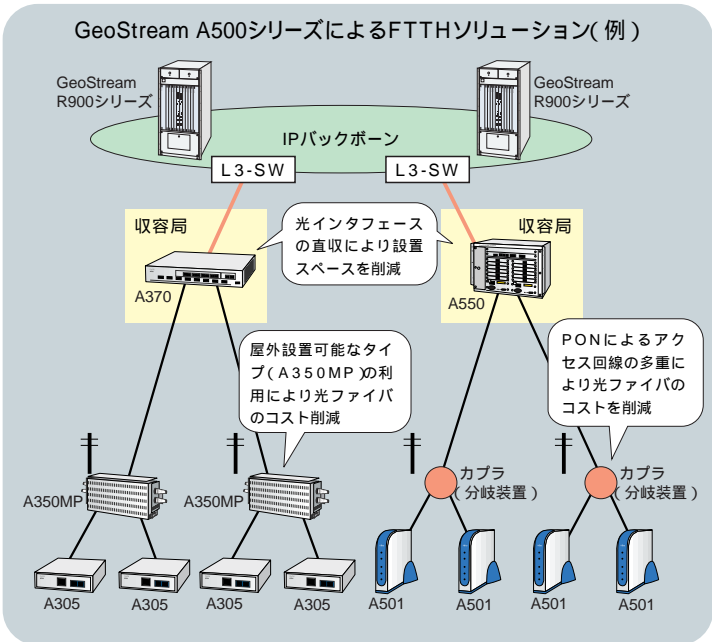 GeoStream A500シリーズによるFTTHソリューション(例)
GeoStream
R900シリーズ
GeoStream
R900シリーズ
IPバックボーン
L3-SW
L3-SW
収容局
光インタフェース
の直収により設置
スペースを削減
収容局
A370
A550
屋外設置可能なタイ
プ(A350MP)の利
用により光ファイバ
のコスト削減
PONによるアク
セス回線の多重に
より光ファイバの
コストを削減
A350MP
A350MP
カプラ
(分岐装置)
カプラ
(分岐装置)
A305
A305
A305
A305
A501
A501
A501
A501